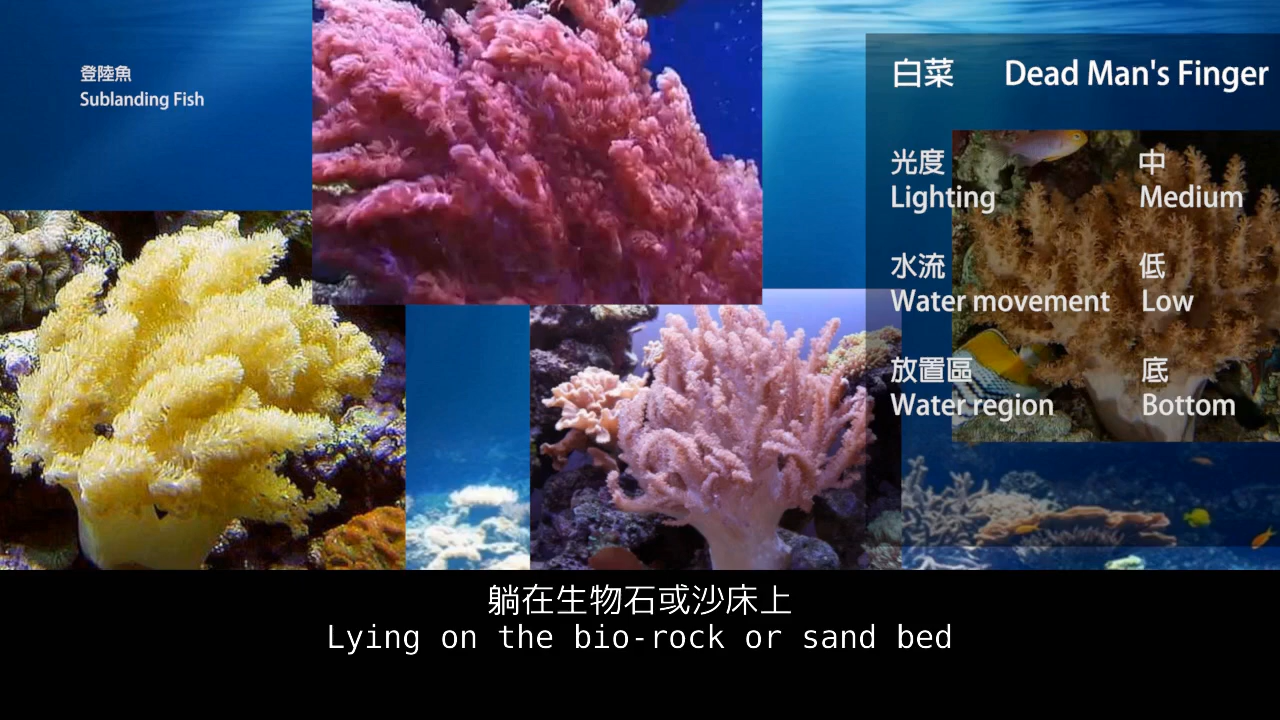 登陸魚
Sublanding Fish
白菜 Dead Man's Finger
光度 中
Lighting Medium
水流 低
Water movement Low
放置區 底
Water region Bottom
躺在生物石或沙床上
Lying on the bio-rock or sand bed